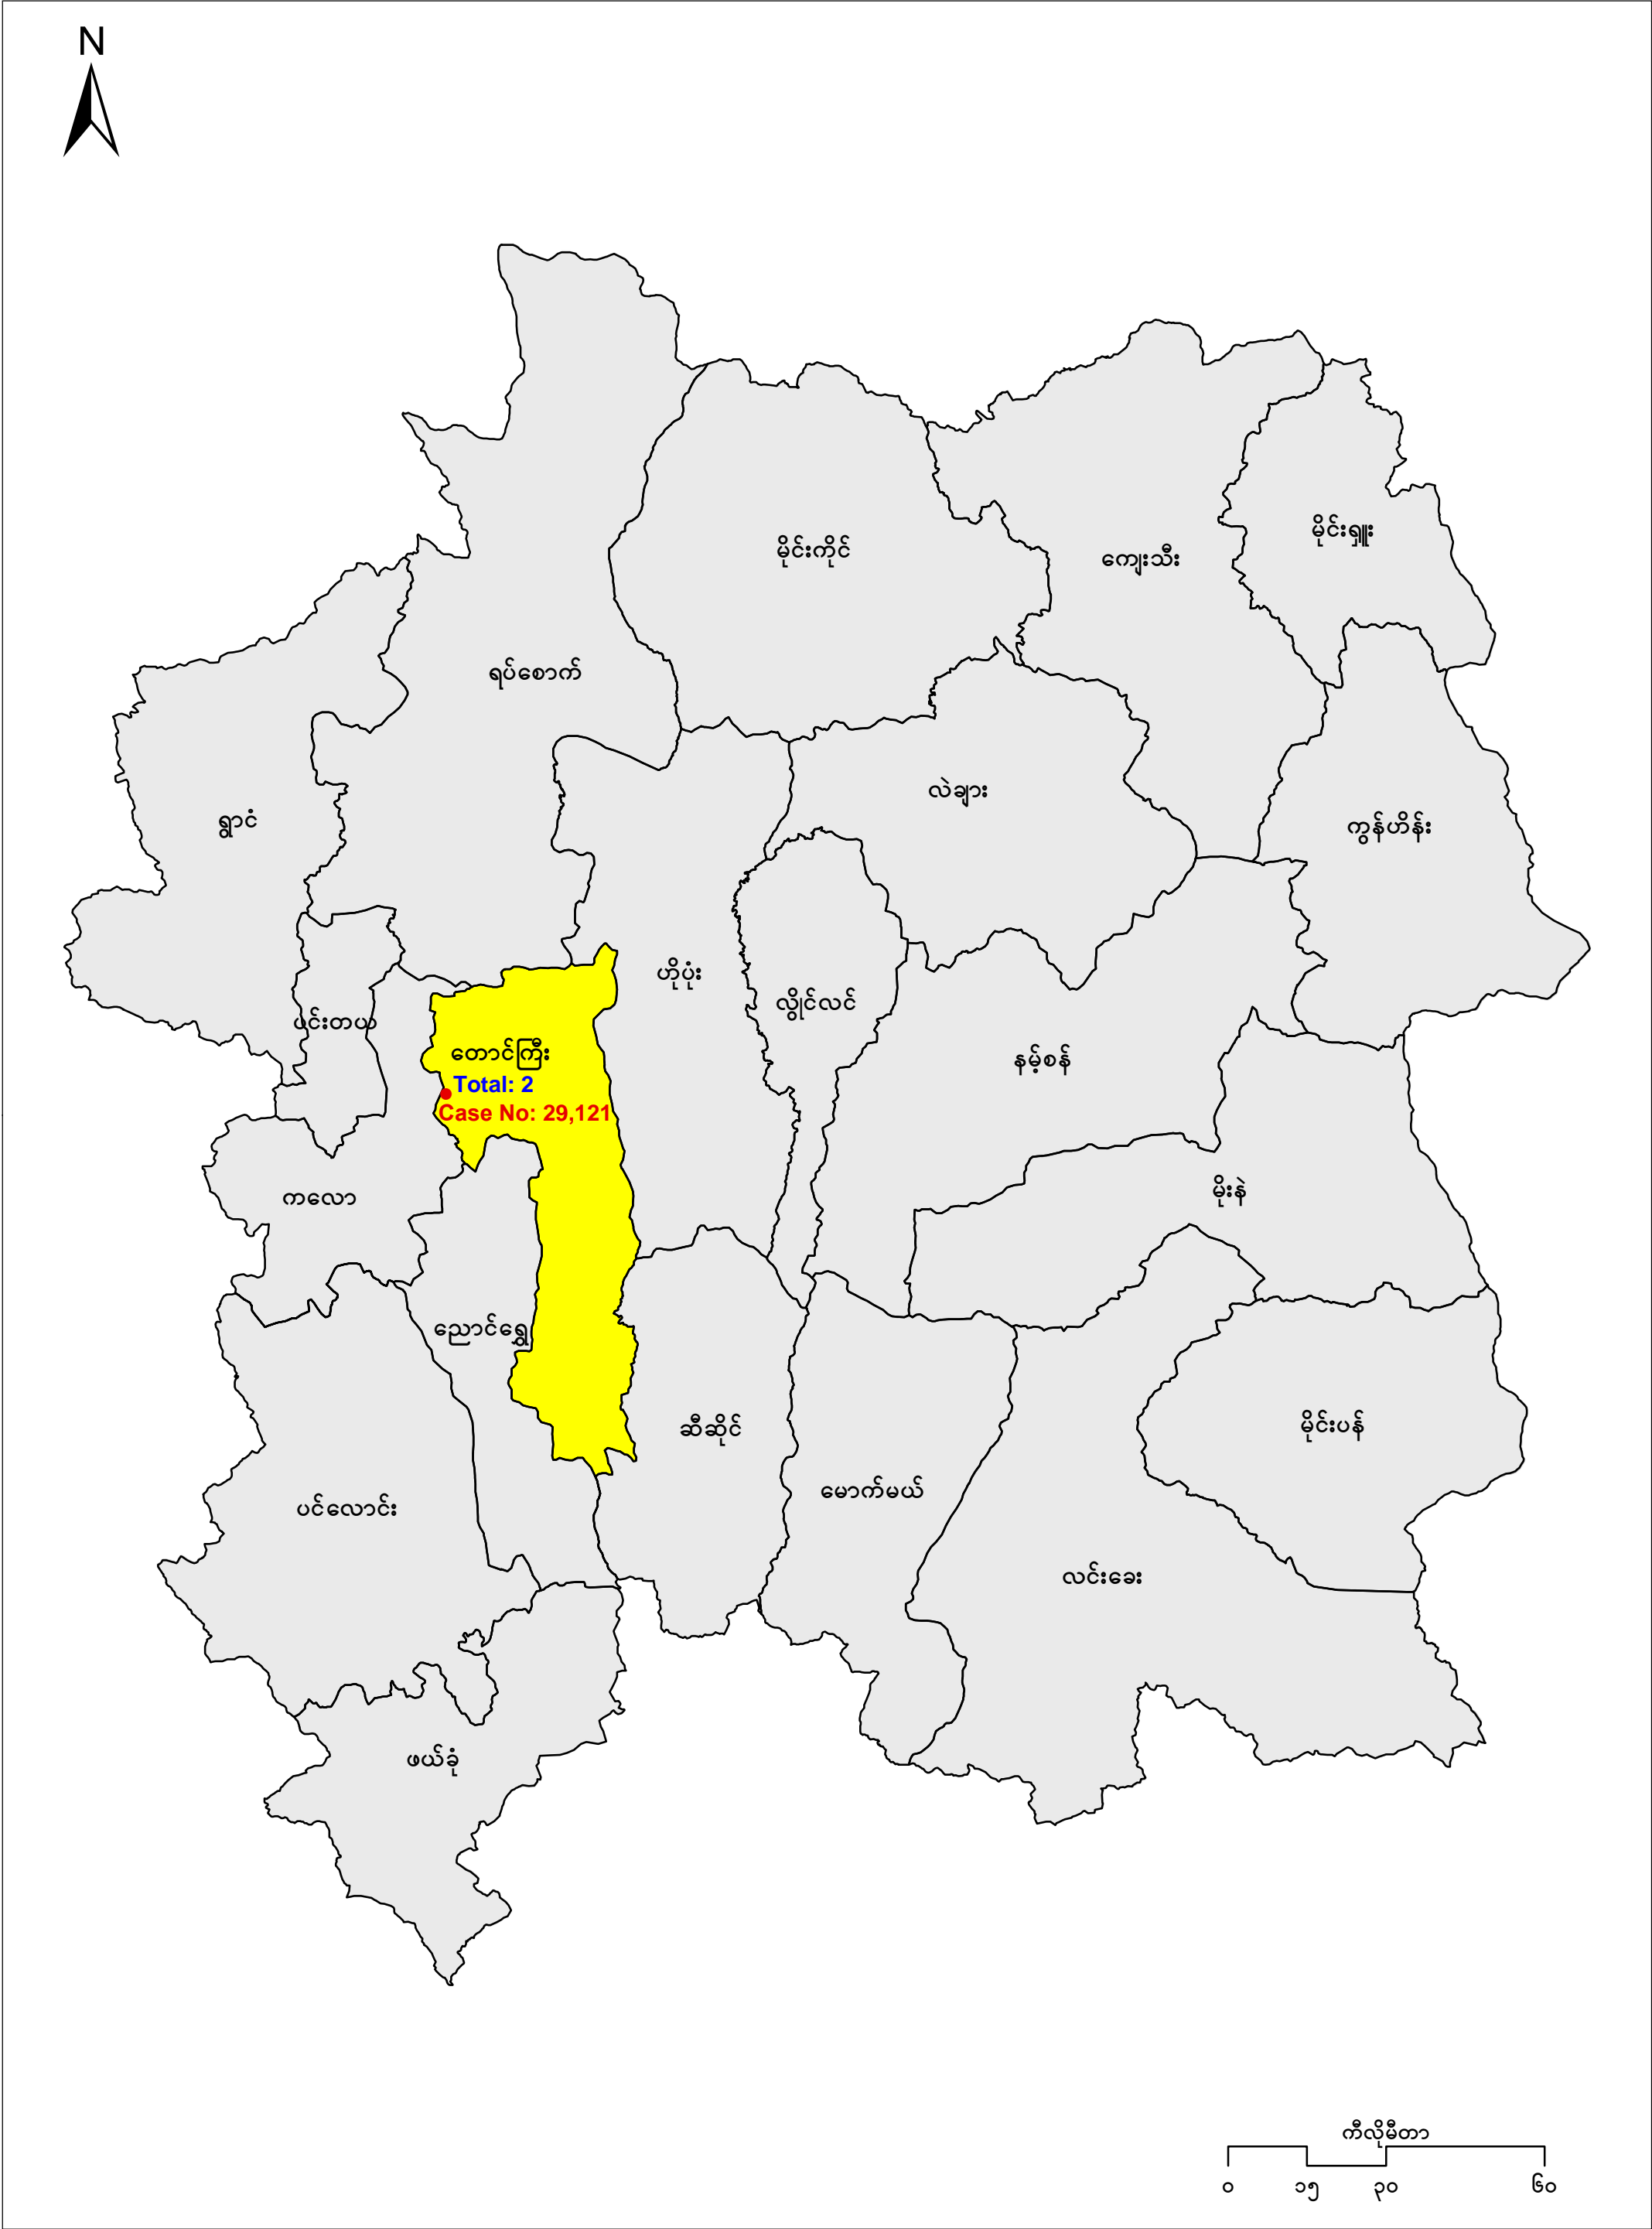 N
မိုင်းရှူး
မိုင်းကိုင်
ကျေးသီး
ရပ်စောက်
လဲချား
ရွာငံ
ကွန်ဟိန်း
ဟိုပုံး
လွိုင်လင်
ပင်းတယ
တောင်ကြီး
နမ့်စန်
Total: 2
Case No: 29,121
ကလော
မိုးနဲ
ညောင်ရွှေ
ဆီဆိုင်
မိုင်းပန်
မောက်မယ်
ပင်လောင်း
လင်းခေး
ဖယ်ခုံ
ကီလိုမီတာ
၀ ၁၅ ၃၀ ၆၀